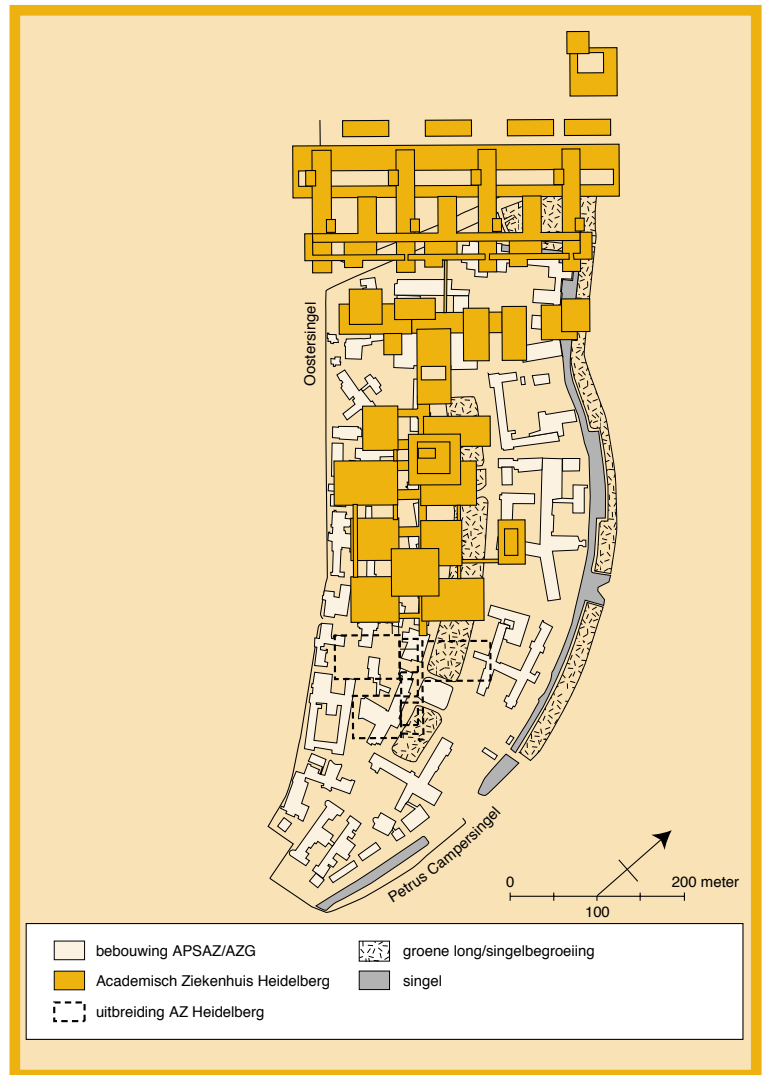 Oostersingel
Petrus Campersingel
0
200 meter
100
bebouwing APSAZ/AZG
Academisch Ziekenhuis Heidelberg
uitbreiding AZ Heidelberg
groene long/singelbegroeiing
singel